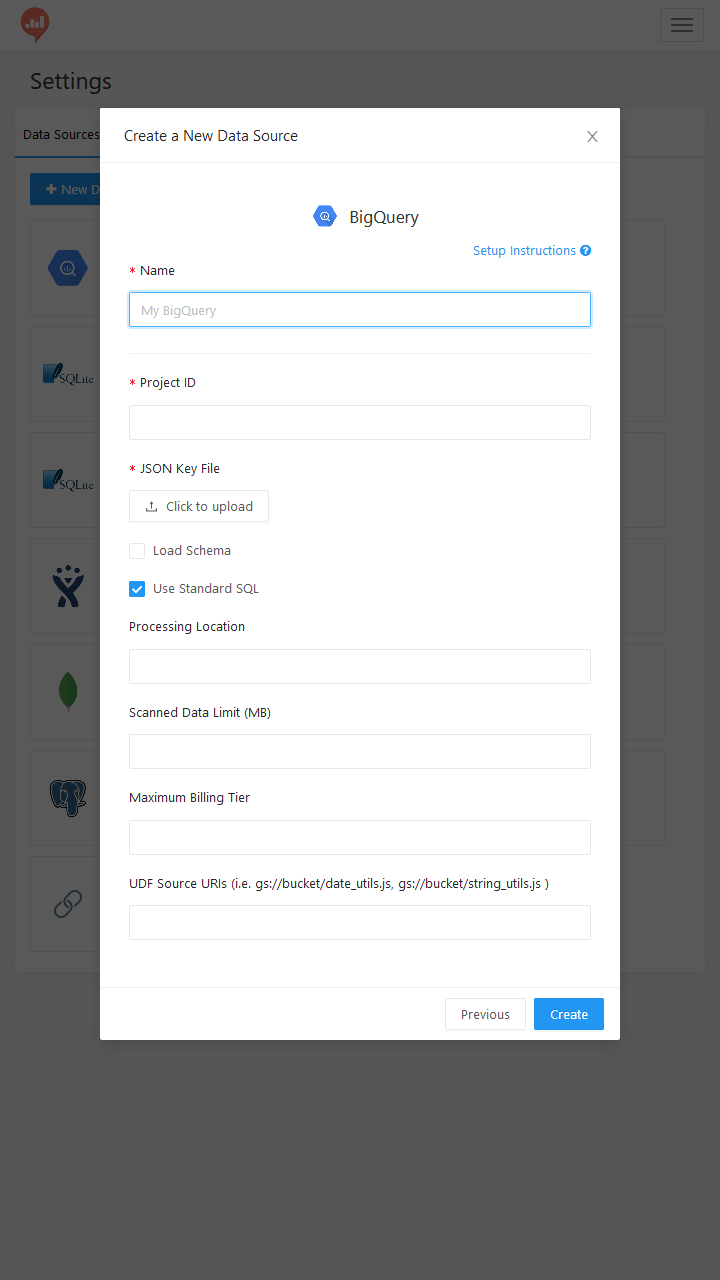 Settings
Data Sources
New D
Create a New Data Source
BigQuery
Setup Instructions
* Name
My BigQuery
* Project ID
* JSON Key File
Click to upload
Load Schema
Use Standard SQL
Processing Location
Scanned Data Limit (MB)
Maximum Billing Tier
UDF Source URIs (i.e. gs://bucket/date_utils.js, gs://bucket/string_utils.js )
Previous
Create
SQLite
SQLite